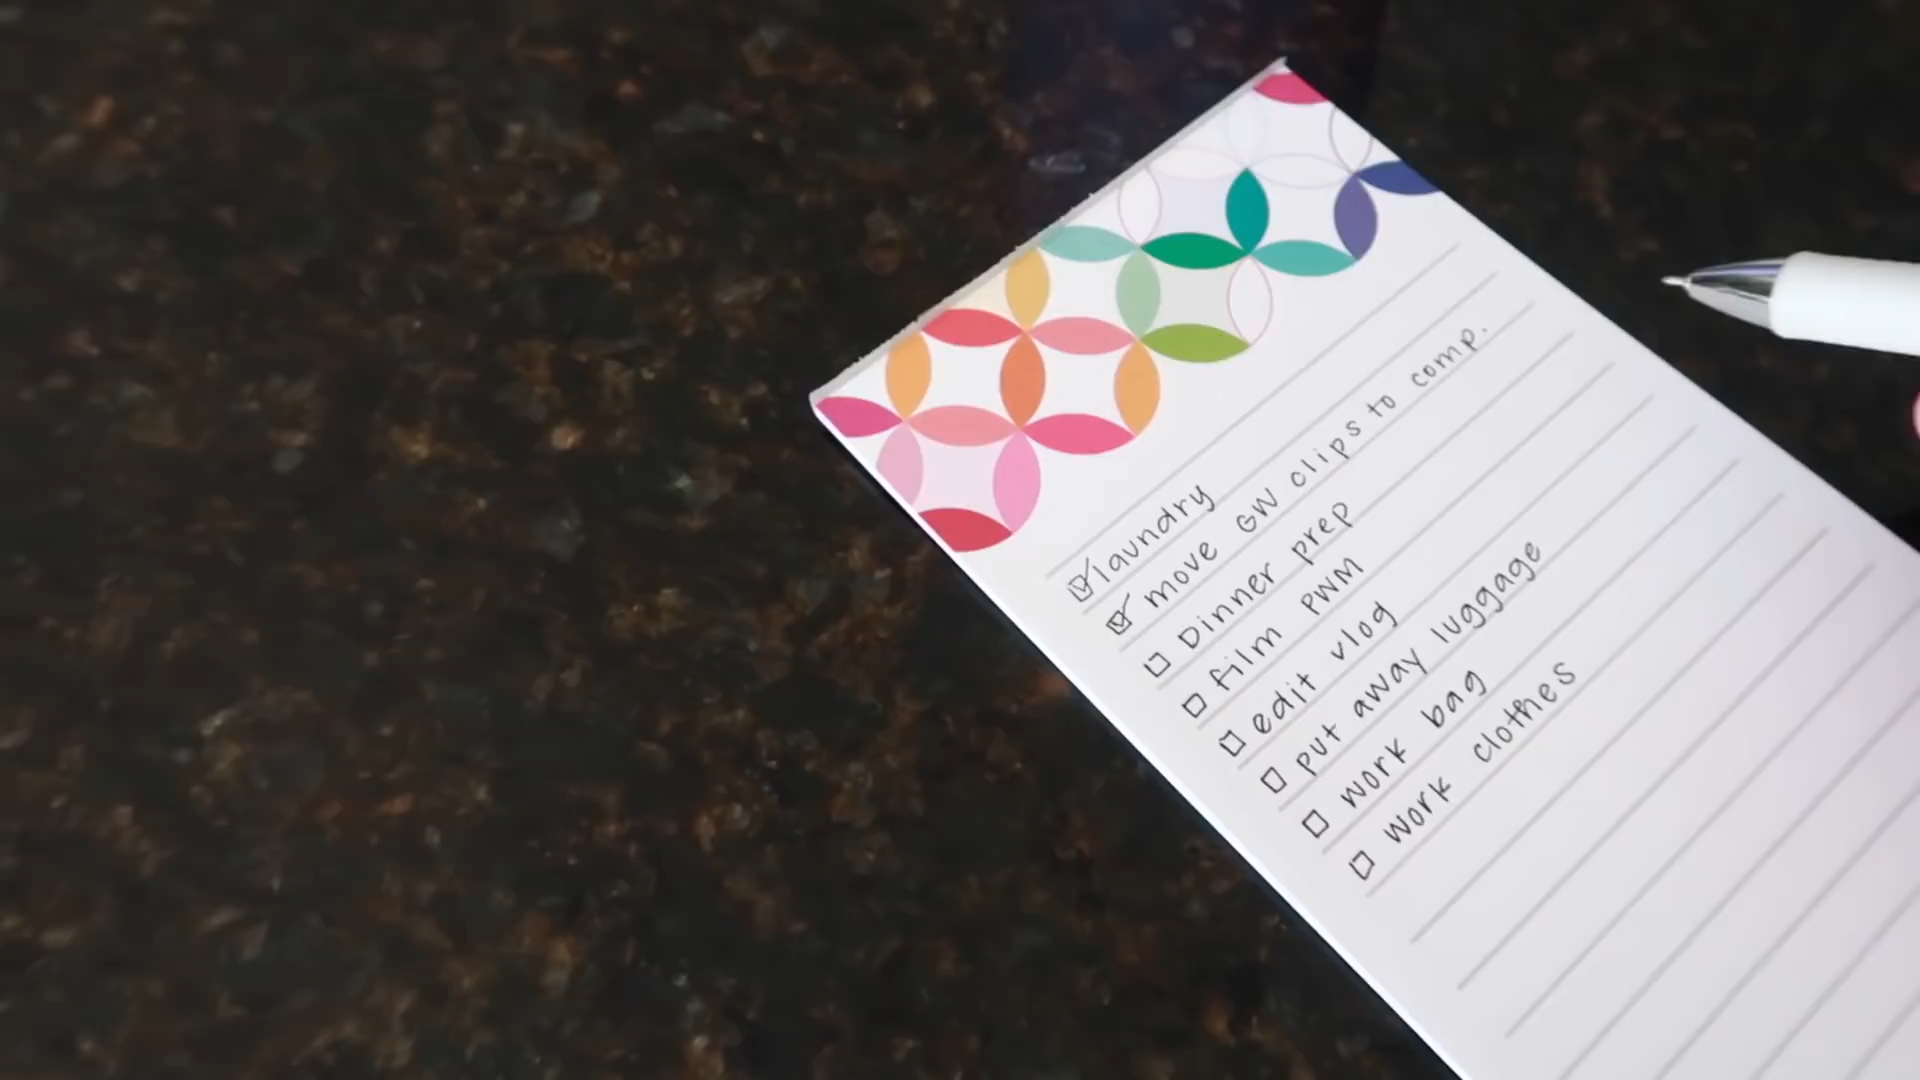 ☑ laundry
☑ move GW clips to comp.
☐ Dinner prep
☐ film PWM
☐ edit vlog
☐ put away luggage
☐ work bag
☐ work clothes